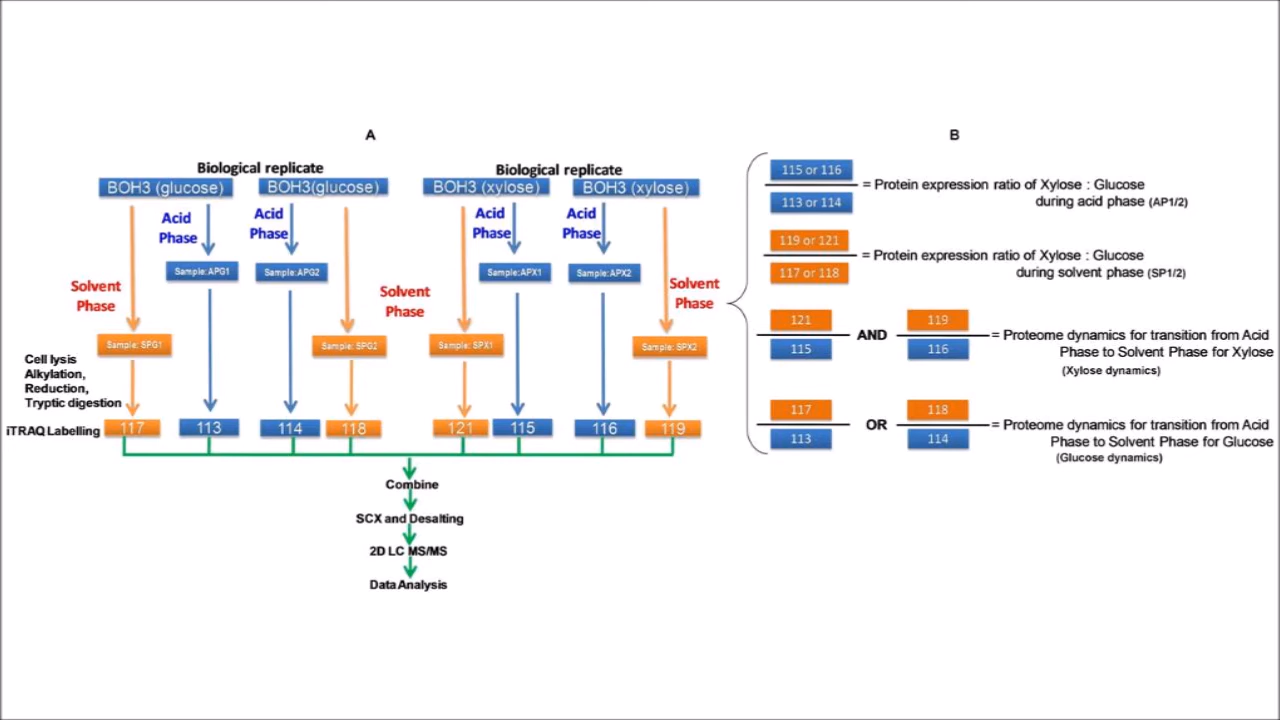 A
B
Biological replicate
Biological replicate
BOH3 (glucose)
BOH3(glucose)
BOH3 (xylose)
BOH3 (xylose)
Acid
Phase
Acid
Phase
Acid
Phase
Acid
Phase
Sample:APG1
Sample:APG2
Sample:APX1
Sample:APX2
Solvent
Phase
Solvent
Phase
Solvent
Phase
Sample: SPG1
Sample: SPG2
Sample: SPX1
Sample: SPX2
Cell lysis
Alkylation,
Reduction,
Tryptic digestion
iTRAQ Labelling
117
113
114
118
121
115
116
119
Combine
SCX and Desalting
2D LC MS/MS
Data Analysis
115 or 116
113 or 114
= Protein expression ratio of Xylose : Glucose
during acid phase (AP1/2)
119 or 121
117 or 118
= Protein expression ratio of Xylose : Glucose
during solvent phase (SP1/2)
121
115
AND
119
116
= Proteome dynamics for transition from Acid
Phase to Solvent Phase for Xylose
(Xylose dynamics)
117
113
OR
118
114
= Proteome dynamics for transition from Acid
Phase to Solvent Phase for Glucose
(Glucose dynamics)